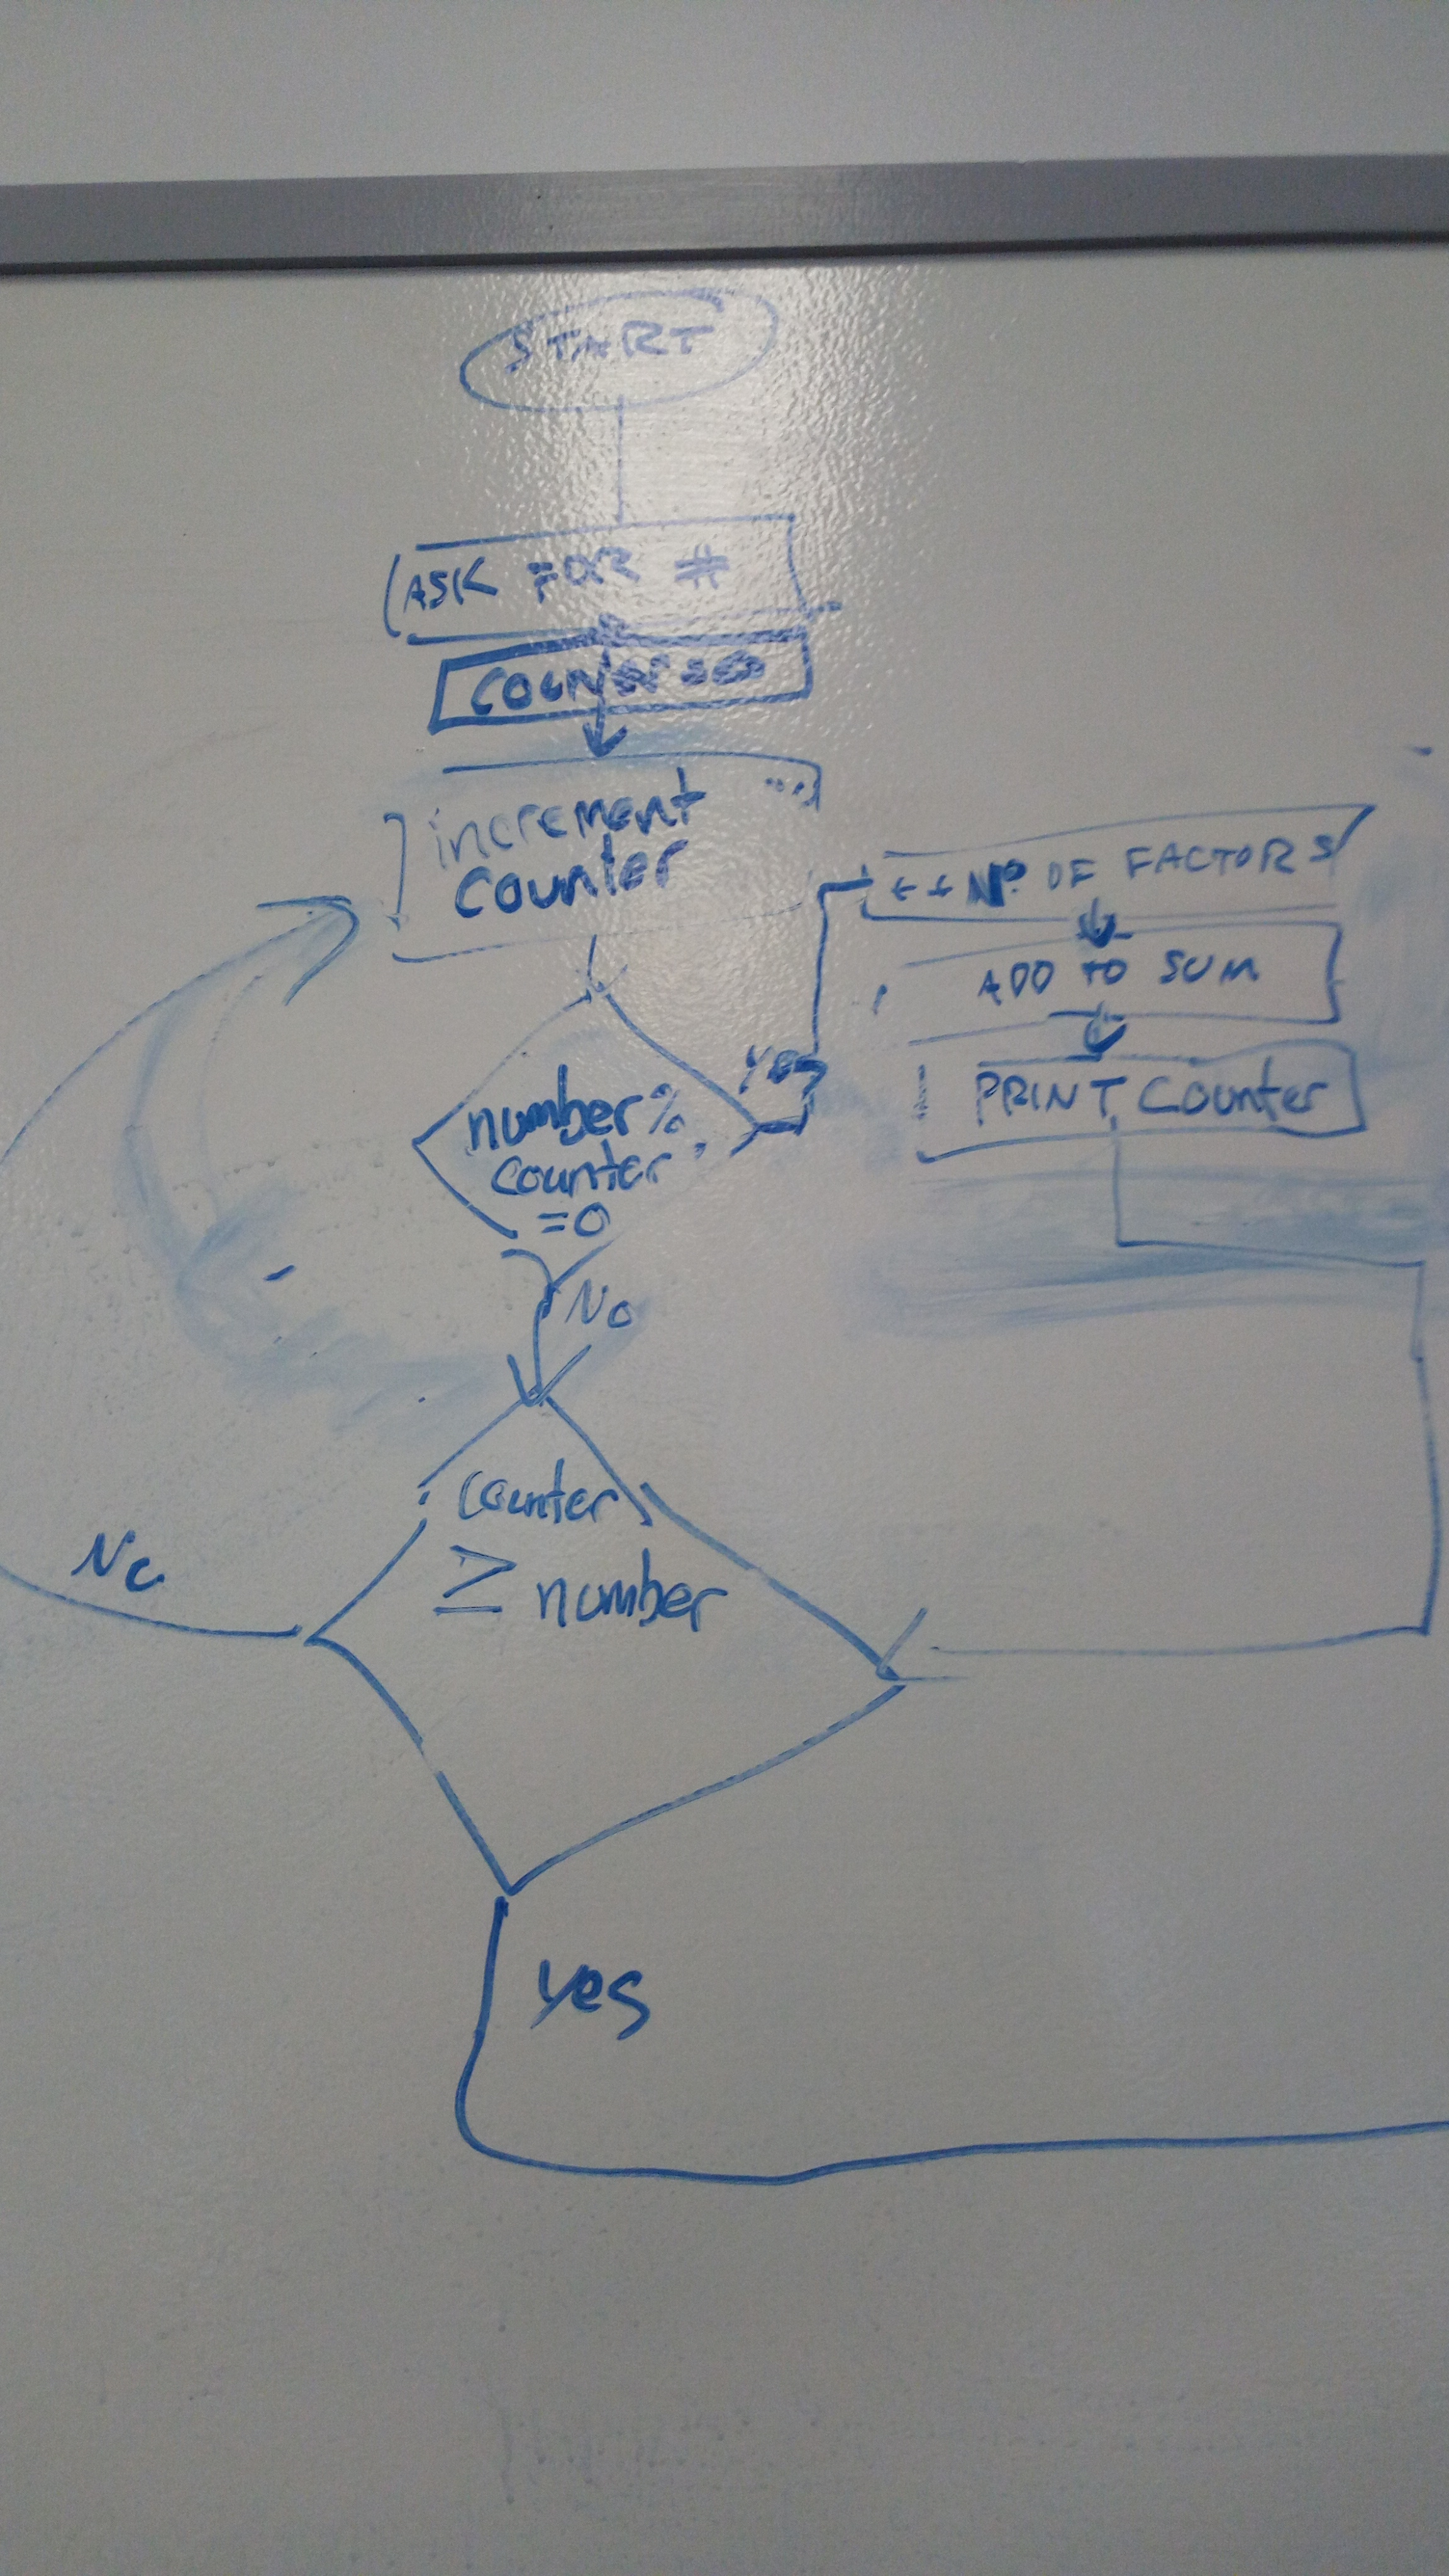 START
ASK FOR #
COUNTER =0
increment
counter
++ Nº OF FACTORS
ADD TO SUM
PRINT Counter
Yes
number %
counter
=0
No
counter
≥ number
No
yes